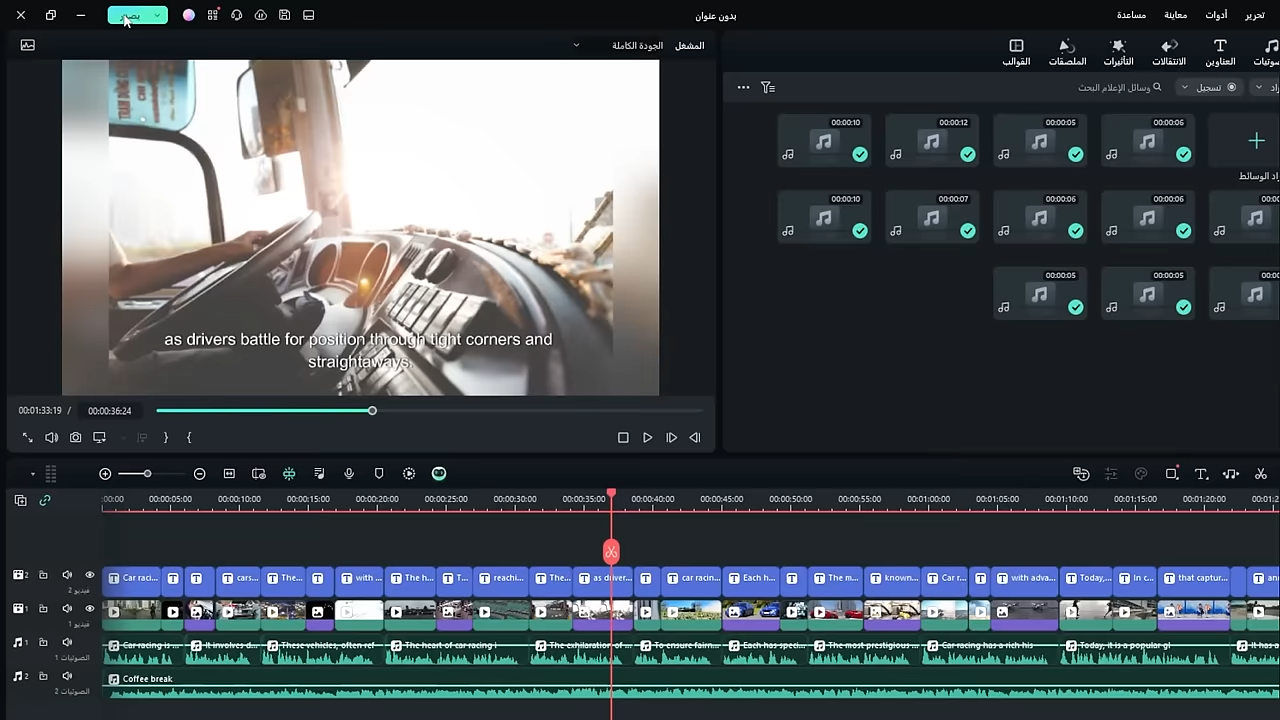 تحرير
أدوات
معاينة
مساعدة
بدون عنوان
العناوين
الانتقالات
التأثيرات
الملصقات
القوالب
المشغل
الجودة الكاملة
تسجيل
وسائل الإعلام البحث
00:00:06
00:00:05
00:00:12
00:00:10
00:00:06
00:00:06
00:00:07
00:00:10
00:00:05
00:00:05
as drivers battle for position through tight corners and
straightaways.
00:01:33:19 / 00:00:36:24
:00:00 00:00:05:00 00:00:10:00 00:00:15:00 00:00:20:00 00:00:25:00 00:00:30:00 00:00:35:00 00:00:40:00 00:00:45:00 00:00:50:00 00:00:55:00 00:01:00:00 00:01:05:00 00:01:10:00 00:01:15:00 00:01:20:00
Car raci... cars... The... with ... The h... T... reachi... The... as driver... car racin... Each h... The m... known... Car r... with adva... Today,... In c... that captur...
فيديو 2
فيديو 1
Car racing is ... It involves d... These vehicles, often ref The heart of car racing i The exhilaration of To ensure fairn... Each has speci... The most prestigious ... Car racing has a rich his Today, it is a popular gl It has a
الصوتيات 1
Coffee break
الصوتيات 2